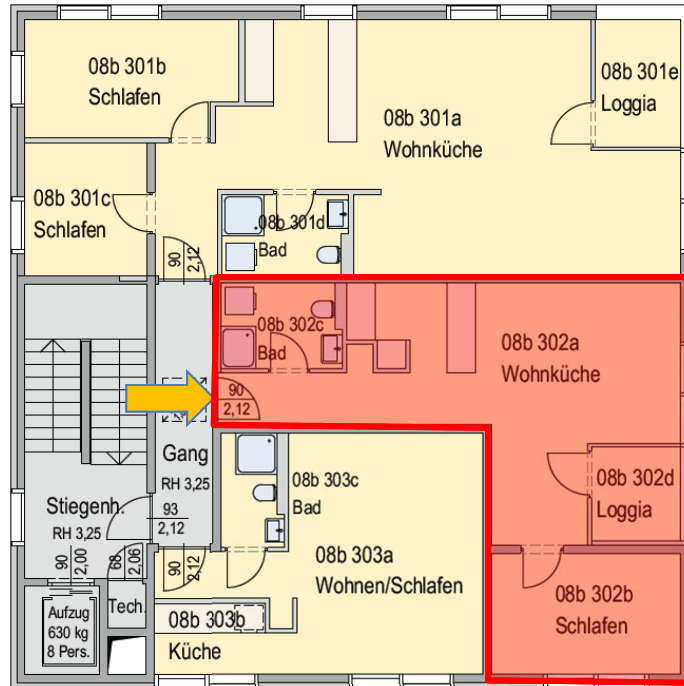 08b 301b
Schlafen
08b 301a
Wohnküche
08b 301e
Loggia
08b 301c
Schlafen
08b 301d
Bad
90
2,12
08b 302c
Bad
08b 302a
Wohnküche
90
2,12
Gang
RH 3,25
93
2,12
Stiegenh.
RH 3,25
90
2,00
68
2,06
90
2,12
08b 303c
Bad
08b 302d
Loggia
08b 303a
Wohnen/Schlafen
08b 302b
Schlafen
Aufzug
630 kg
8 Pers.
Tech.
08b 303b
Küche